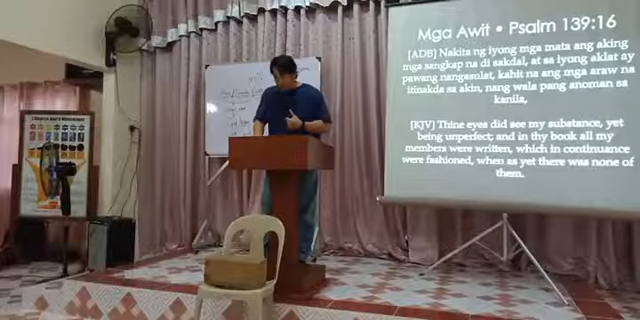 Mga Awit • Psalm 139:16
[ADB] Nakita ng iyong mga mata ang aking
mga sangkap na di sakdal, at sa iyong aklat ay
pawang nangasulat, kahit na ang mga araw na
itinakda sa akin, nang wala pang anoman sa
kanila,
[KJV] Thine eyes did see my substance, yet
being unperfect; and in thy book all my
members were written, which in continuance
were fashioned, when as yet there was none of
them.